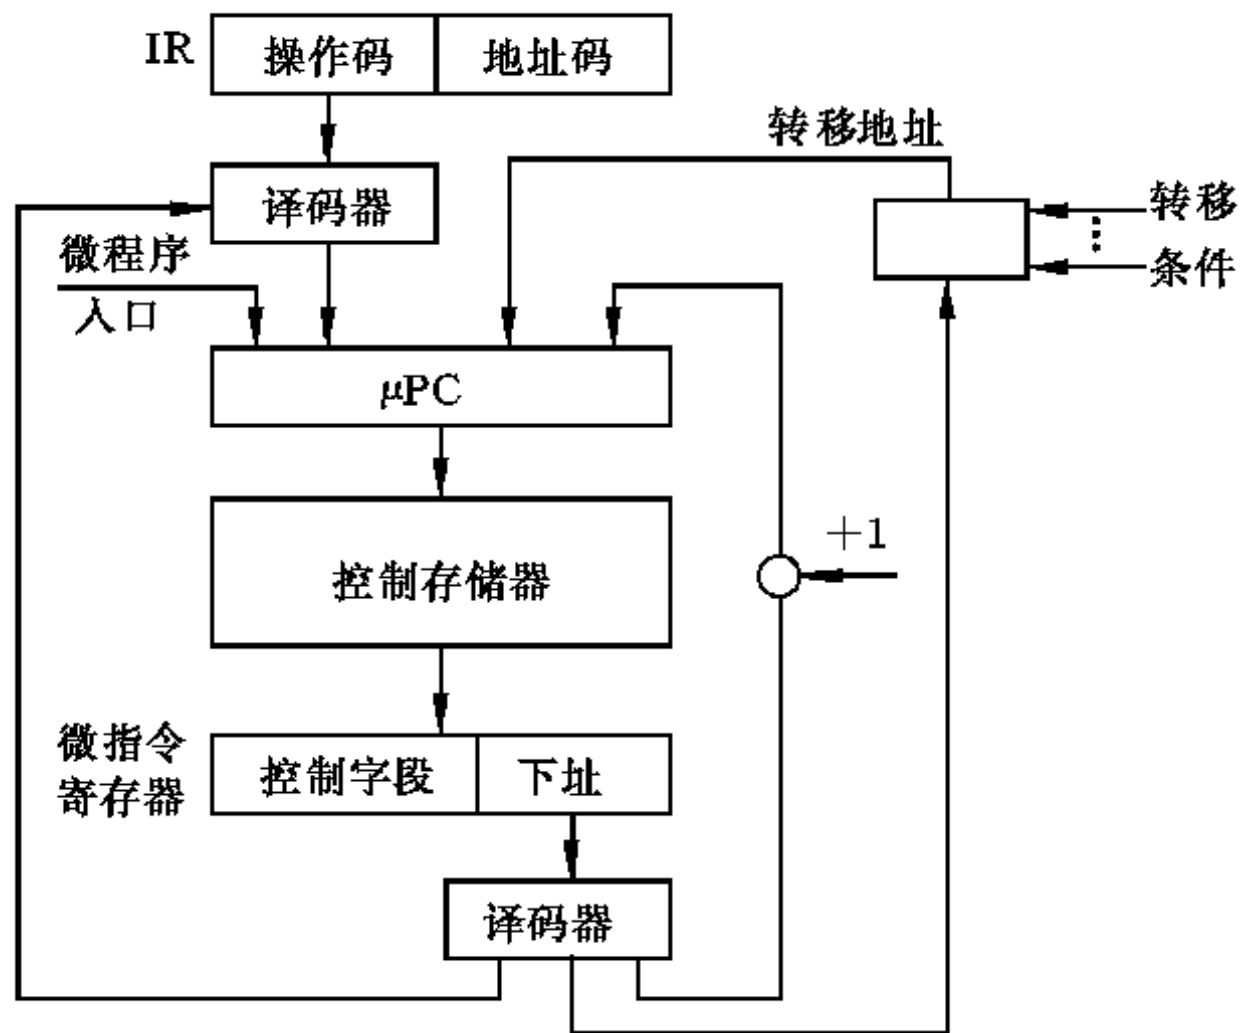 IR
操作码
地址码
转移地址
译码器
转移
条件
微程序
入口
μPC
+1
控制存储器
微指令
寄存器
控制字段
下址
译码器